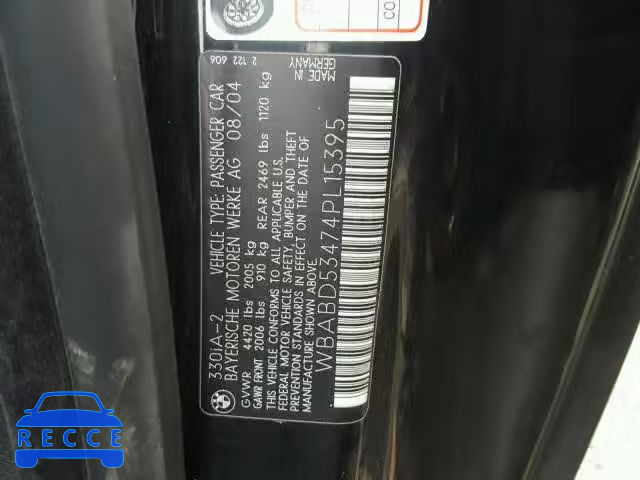 330iA-2 VEHICLE TYPE: PASSENGER CAR
BAYERISCHE MOTOREN WERKE AG 08/04
GVWR 4420 lbs 2005 kg
GAWR FRONT 2006 lbs 910 kg REAR 2469 lbs 1120 kg
THIS VEHICLE CONFORMS TO ALL APPLICABLE U.S.
FEDERAL MOTOR VEHICLE SAFETY, BUMPER AND THEFT
PREVENTION STANDARDS IN EFFECT ON THE DATE OF
MANUFACTURE SHOWN ABOVE.
WBABD53474PL15395
2 122 606
MADE IN
GERMANY
CO
RECCE